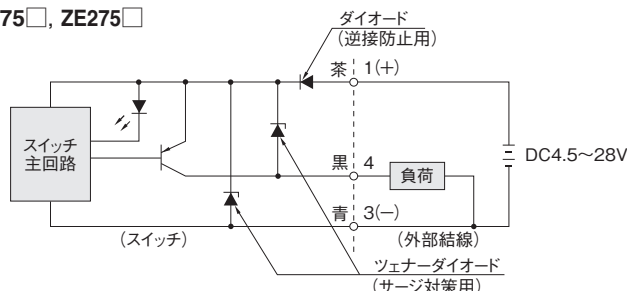 75□, ZE275□
ダイオード
(逆接防止用)
茶 1(+)
スイッチ
主回路
DC4.5～28V
黒 4
負荷
青 3(−)
(スイッチ)
(外部結線)
ツェナーダイオード
(サージ対策用)